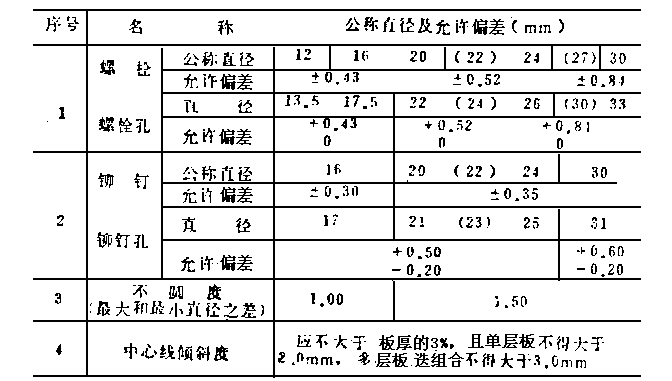 序号 名 称 公称直径及允许偏差(mm)
1 螺 栓 公称直径 12 16 20 (22) 24 (27) 30
允许偏差 ±0.43 ±0.52 ±0.84
螺栓孔 直 径 13.5 17.5 22 (24) 26 (30) 33
允许偏差 +0.43 +0.52 +0.84
0 0 0
2 铆 钉 公称直径 16 20 (22) 24 30
允许偏差 ±0.30 ±0.35
铆钉孔 直 径 17 21 (23) 25 31
允许偏差 +0.50 +0.60
-0.20 -0.20
3 不 圆 度
(最大和最小直径之差) 1.00 1.50
4 中心线倾斜度 应不大于 板厚的3%, 且单层板不得大于
2.0mm, 多层板迭组合不得大于3.0mm